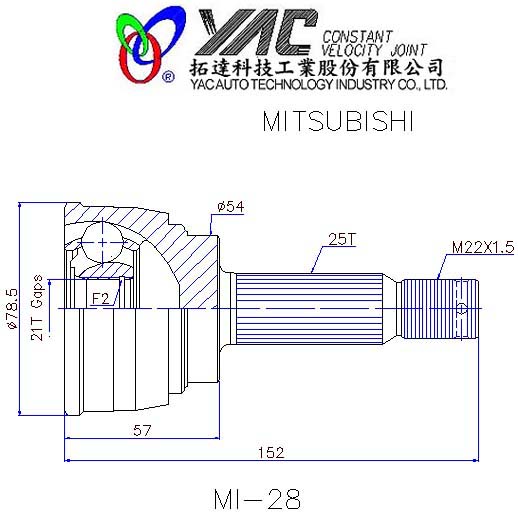 YAC CONSTANT
VELOCITY JOINT
拓達科技工業股份有限公司
® YAC AUTO TECHNOLOGY INDUSTRY CO., LTD.
MITSUBISHI
ø54
25T
M22X1.5
F2
21T Gaps
ø78.5
57
152
MI-28